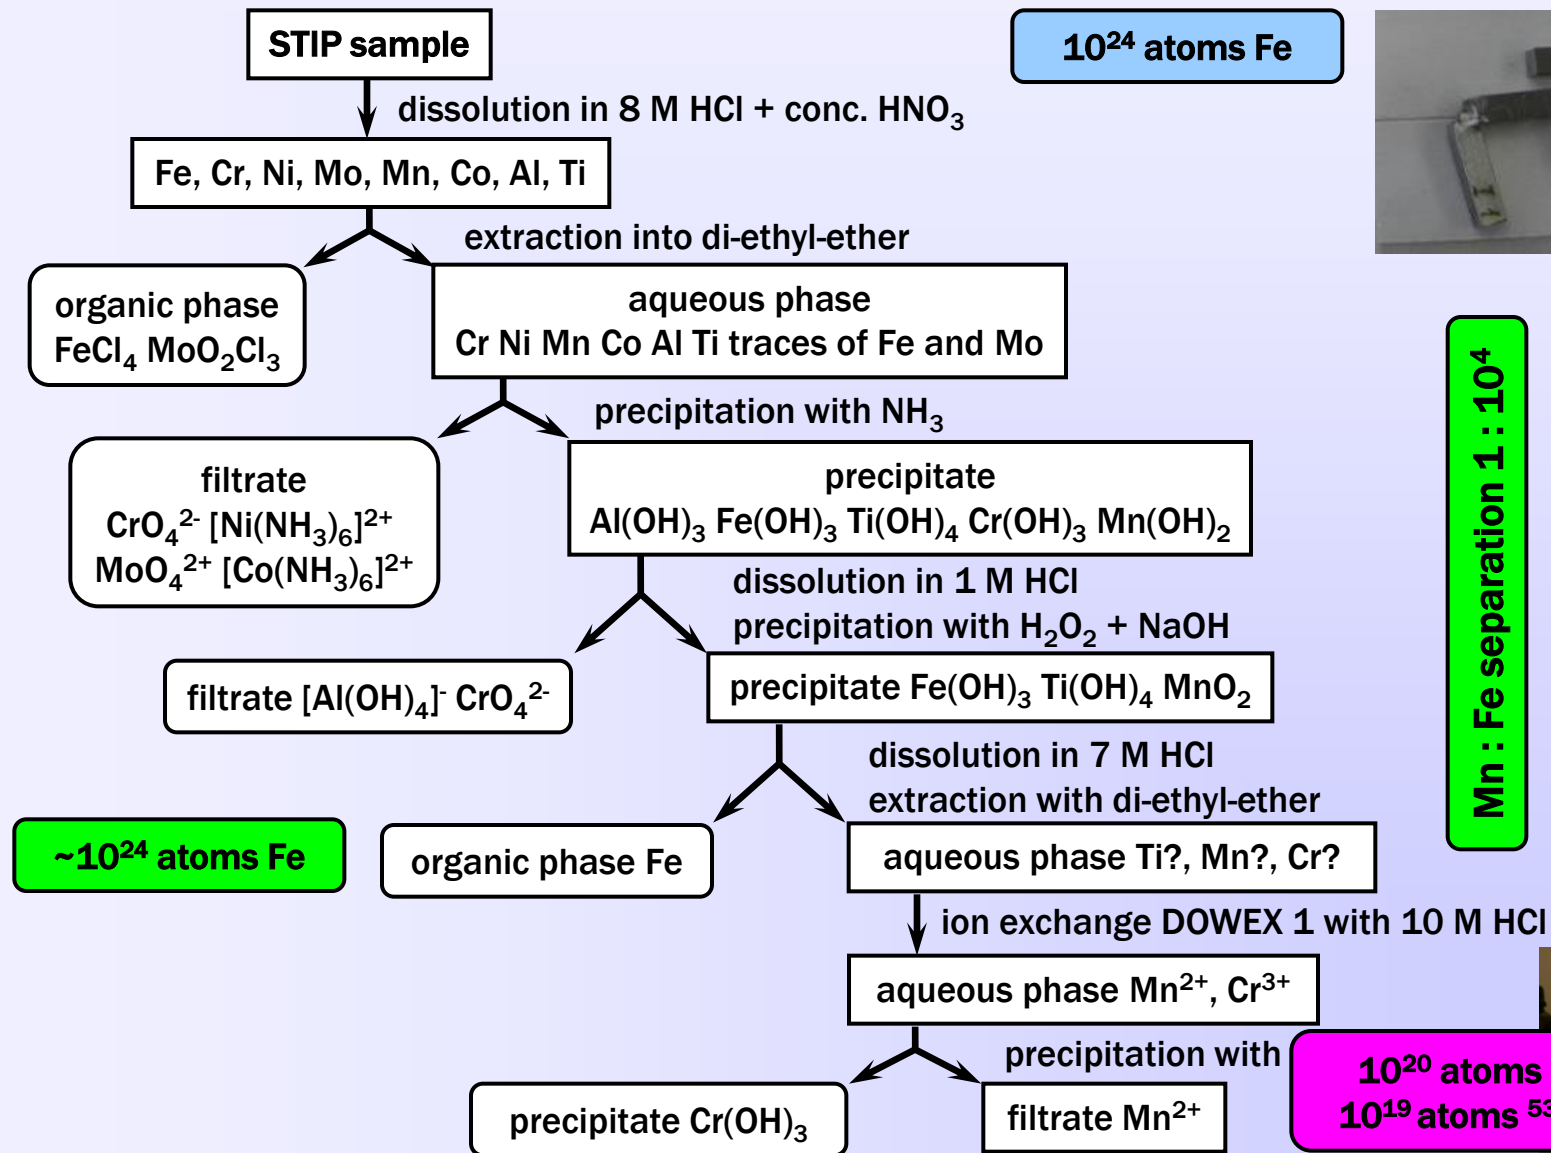 STIP sample
10²⁴ atoms Fe
dissolution in 8 M HCl + conc. HNO₃
Fe, Cr, Ni, Mo, Mn, Co, Al, Ti
extraction into di-ethyl-ether
organic phase
FeCl₄ MoO₂Cl₃
aqueous phase
Cr Ni Mn Co Al Ti traces of Fe and Mo
precipitation with NH₃
filtrate
CrO₄²⁻ [Ni(NH₃)₆]²⁺
MoO₄²⁺ [Co(NH₃)₆]²⁺
precipitate
Al(OH)₃ Fe(OH)₃ Ti(OH)₄ Cr(OH)₃ Mn(OH)₂
Mn : Fe separation 1 : 10⁴
dissolution in 1 M HCl
precipitation with H₂O₂ + NaOH
filtrate [Al(OH)₄]⁻ CrO₄²⁻
precipitate Fe(OH)₃ Ti(OH)₄ MnO₂
dissolution in 7 M HCl
extraction with di-ethyl-ether
~10²⁴ atoms Fe
organic phase Fe
aqueous phase Ti?, Mn?, Cr?
ion exchange DOWEX 1 with 10 M HCl
aqueous phase Mn²⁺, Cr³⁺
precipitation with
precipitate Cr(OH)₃
filtrate Mn²⁺
10²⁰ atoms
10¹⁹ atoms ⁵³